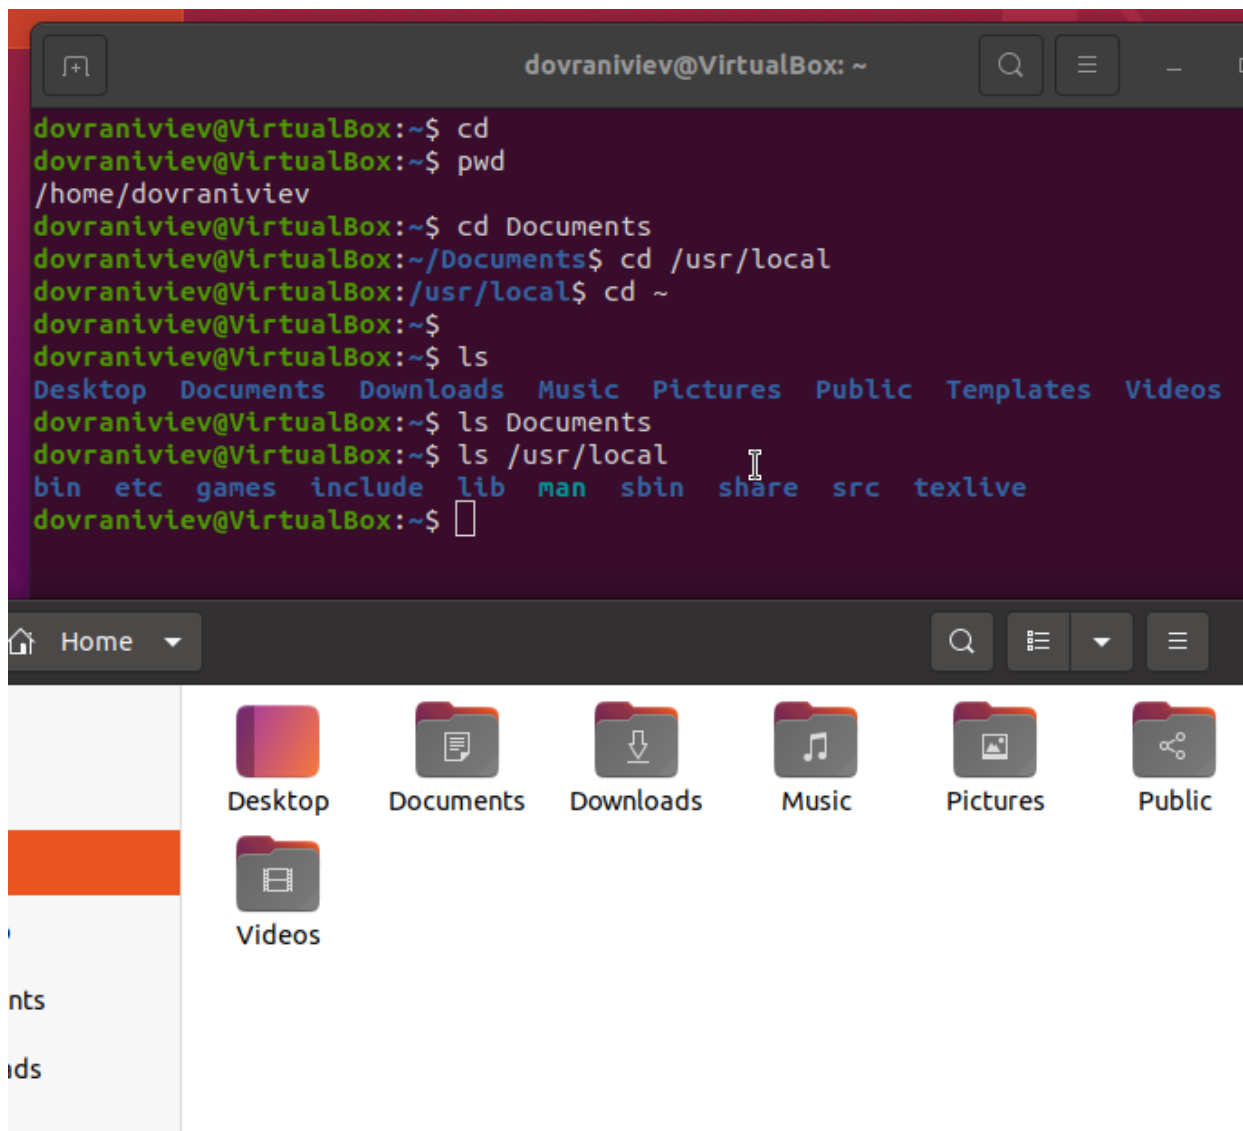 dovraniviev@VirtualBox: ~
dovraniviev@VirtualBox:~$ cd
dovraniviev@VirtualBox:~$ pwd
/home/dovraniviev
dovraniviev@VirtualBox:~$ cd Documents
dovraniviev@VirtualBox:~/Documents$ cd /usr/local
dovraniviev@VirtualBox:/usr/local$ cd ~
dovraniviev@VirtualBox:~$
dovraniviev@VirtualBox:~$ ls
Desktop Documents Downloads Music Pictures Public Templates Videos
dovraniviev@VirtualBox:~$ ls Documents
dovraniviev@VirtualBox:~$ ls /usr/local
bin etc games include lib man sbin share src texlive
dovraniviev@VirtualBox:~$
Home
Desktop Documents Downloads Music Pictures Public
Videos
nts
ads